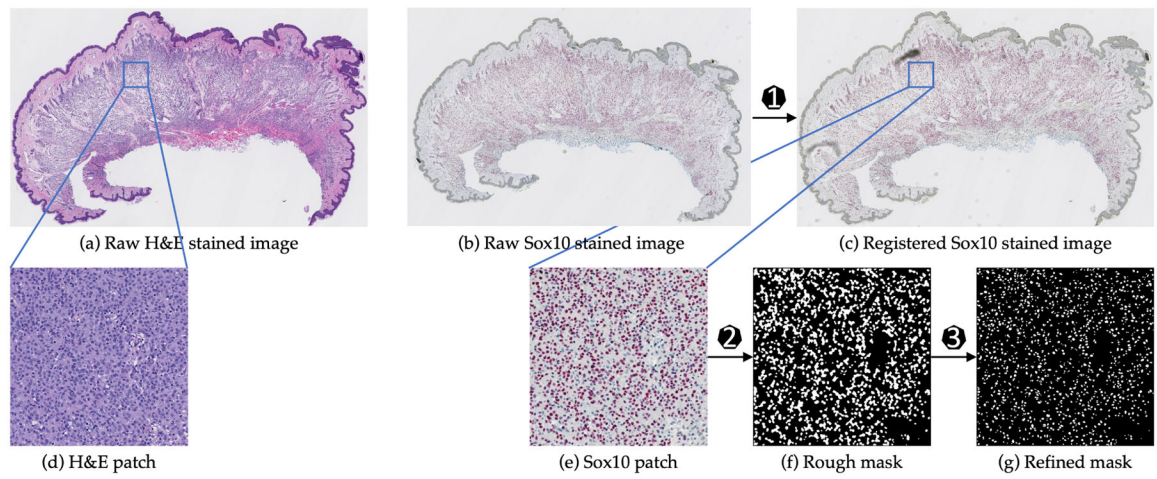 1
(a) Raw H&E stained image
(b) Raw Sox10 stained image
(c) Registered Sox10 stained image
2
3
(d) H&E patch
(e) Sox10 patch
(f) Rough mask
(g) Refined mask